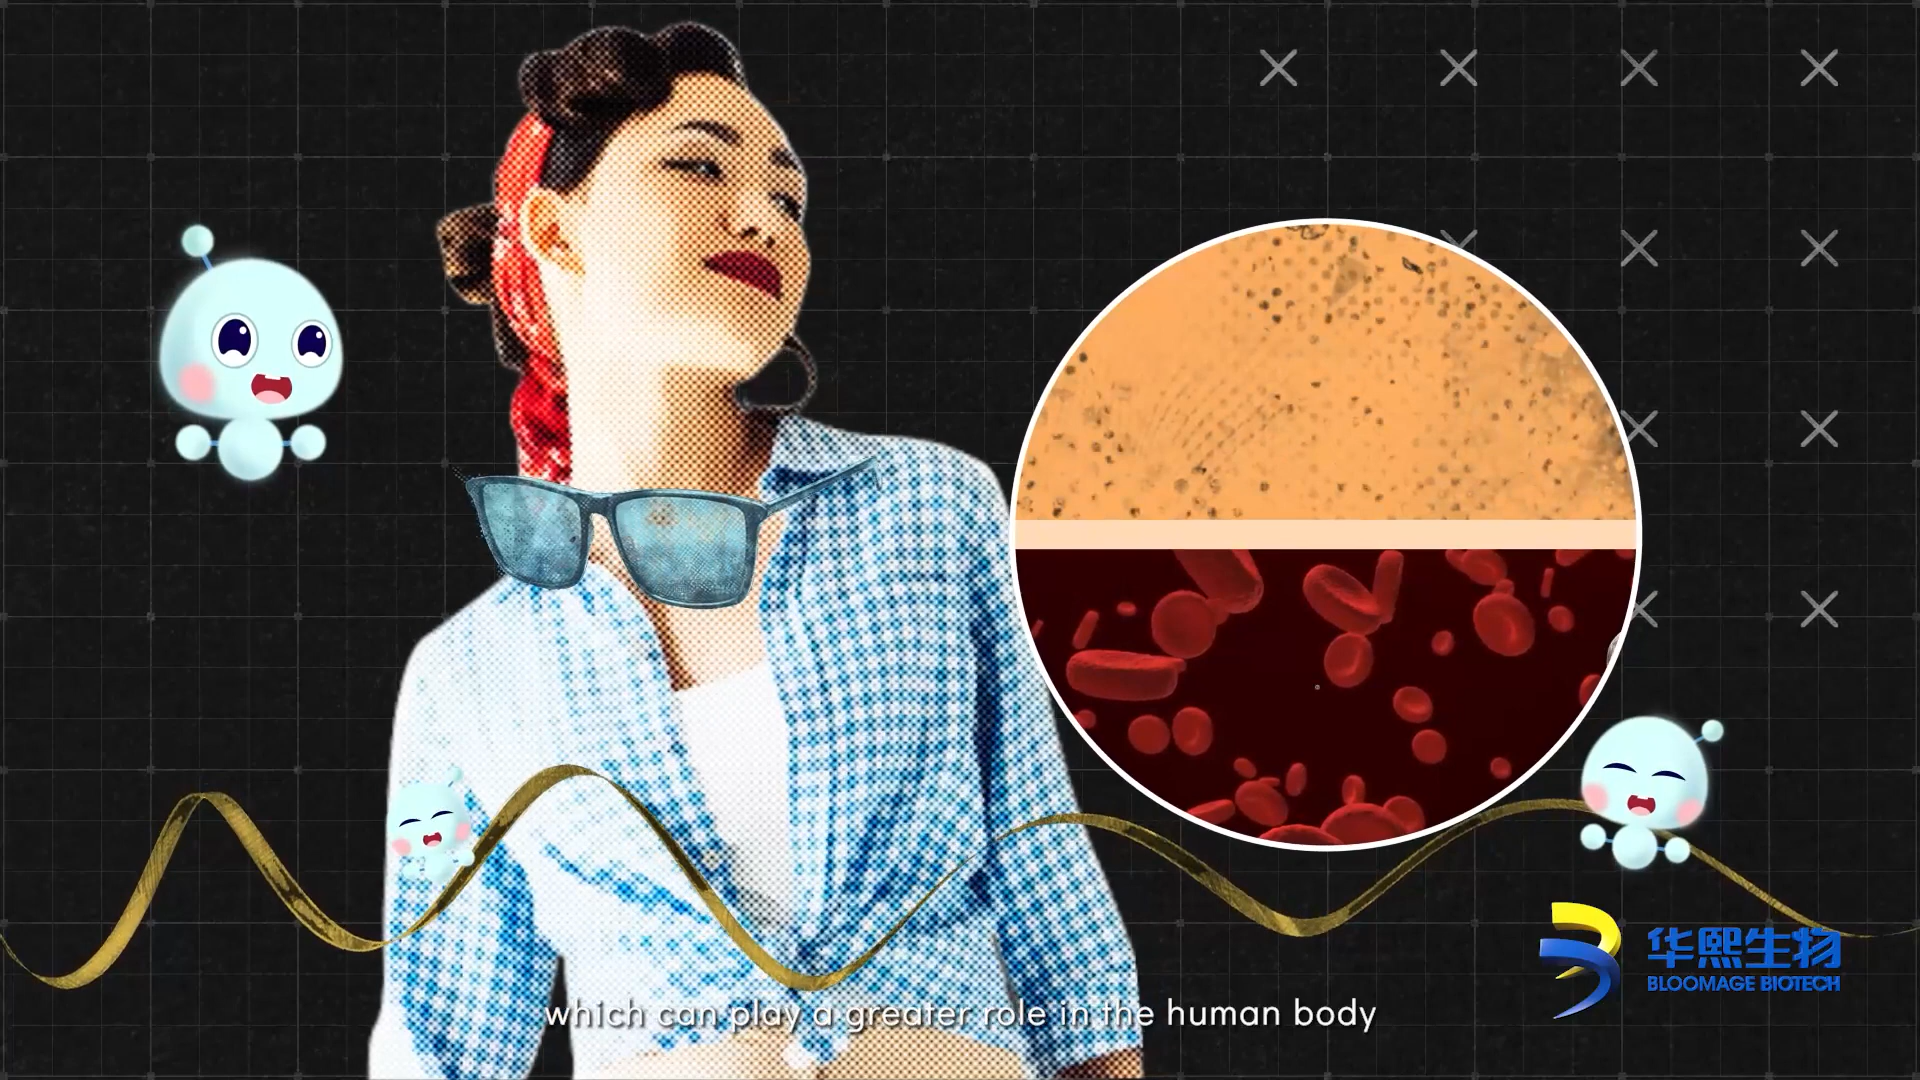 华熙生物
BLOOMAGE BIOTECH
which can play a greater role in the human body